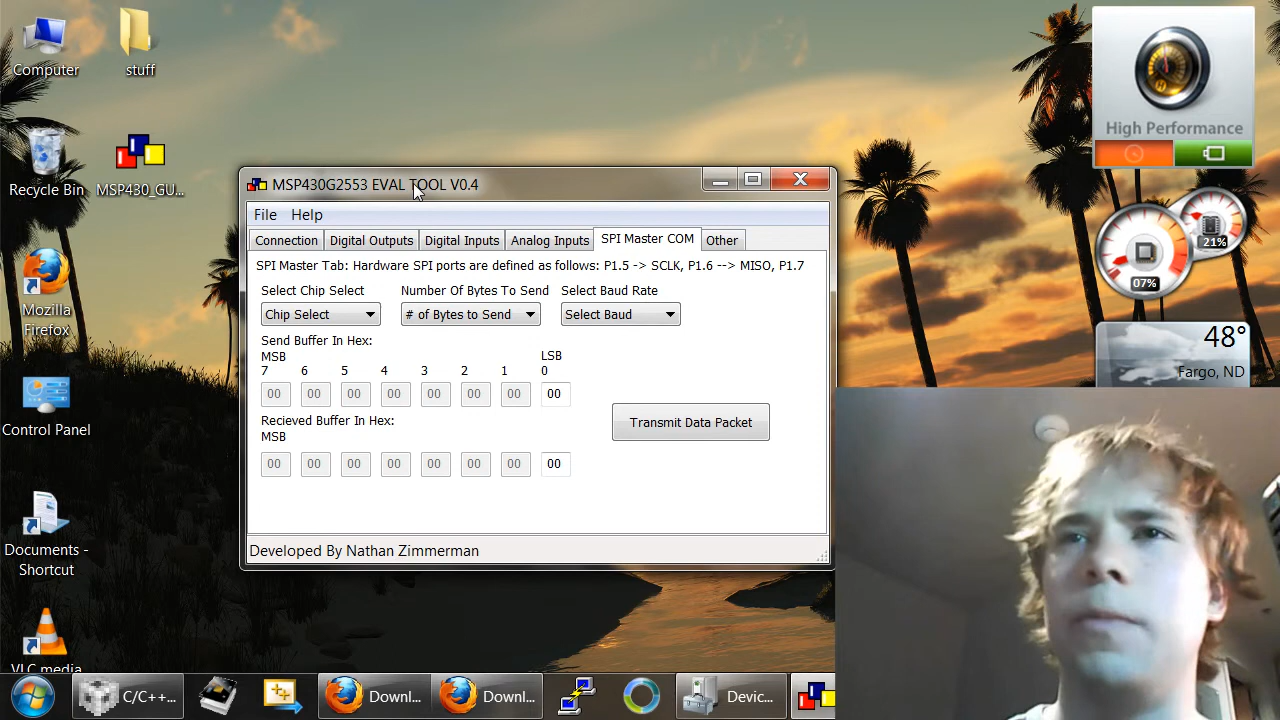 Computer
stuff
Recycle Bin
MSP430_GU...
Mozilla
Firefox
Control Panel
Documents -
Shortcut
VLC media
High Performance
21%
07%
48°
Fargo, ND
MSP430G2553 EVAL TOOL V0.4
File Help
Connection Digital Outputs Digital Inputs Analog Inputs SPI Master COM Other
SPI Master Tab: Hardware SPI ports are defined as follows: P1.5 -> SCLK, P1.6 --> MISO, P1.7
Select Chip Select Number of Bytes To Send Select Baud Rate
Chip Select # of Bytes to Send Select Baud
Send Buffer In Hex:
MSB LSB
7 6 5 4 3 2 1 0
00 00 00 00 00 00 00 00
Recieved Buffer In Hex:
MSB
Transmit Data Packet
00 00 00 00 00 00 00 00
Developed By Nathan Zimmerman
C/C++... Downl... Downl... Devic...